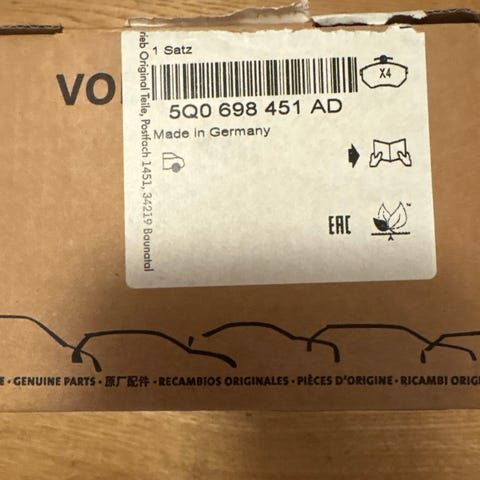 1 Satz
X4
VO
5Q0 698 451 AD
Made in Germany
rieb Original Teile, Postfach 1451, 34219 Baunatal
EAC
GENUINE PARTS · 原厂配件 · RECAMBIOS ORIGINALES · PIÈCES D'ORIGINE · RICAMBI ORIGI